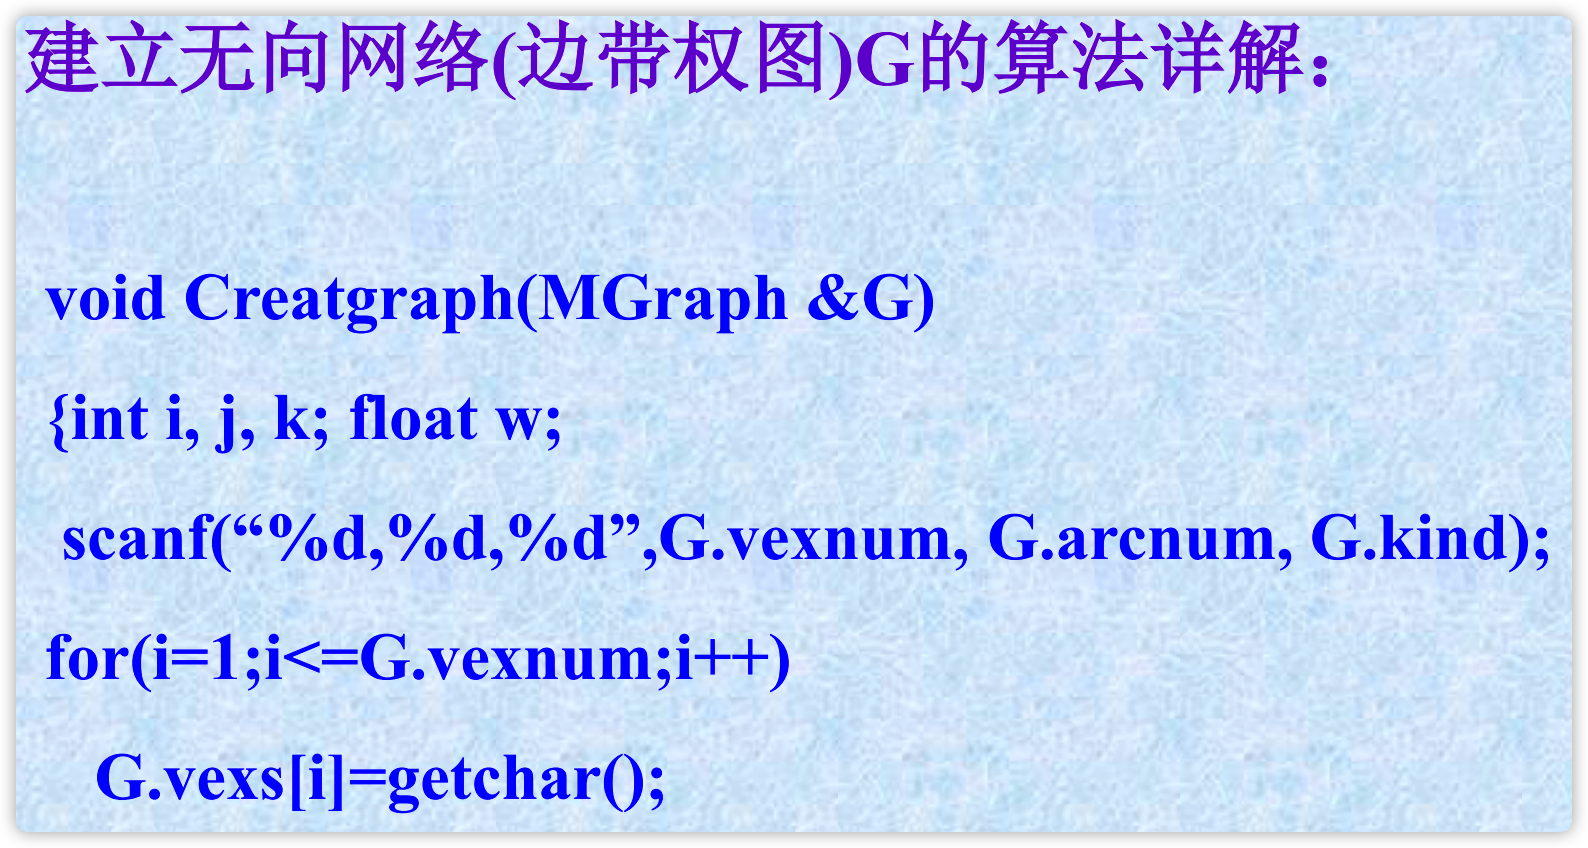 建立无向网络(边带权图)G的算法详解：
void Creatgraph(MGraph &G)
{int i, j, k; float w;
scanf(“%d,%d,%d”,G.vexnum, G.arcnum, G.kind);
for(i=1;i<=G.vexnum;i++)
G.vexs[i]=getchar();